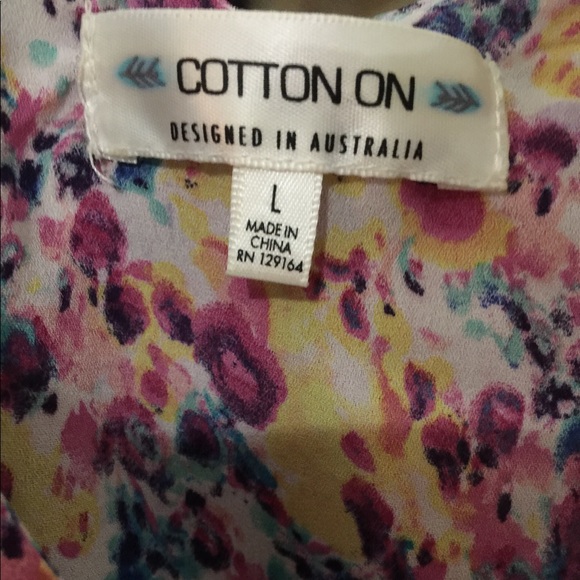 COTTON ON
DESIGNED IN AUSTRALIA
L
MADE IN
CHINA
RN 129164